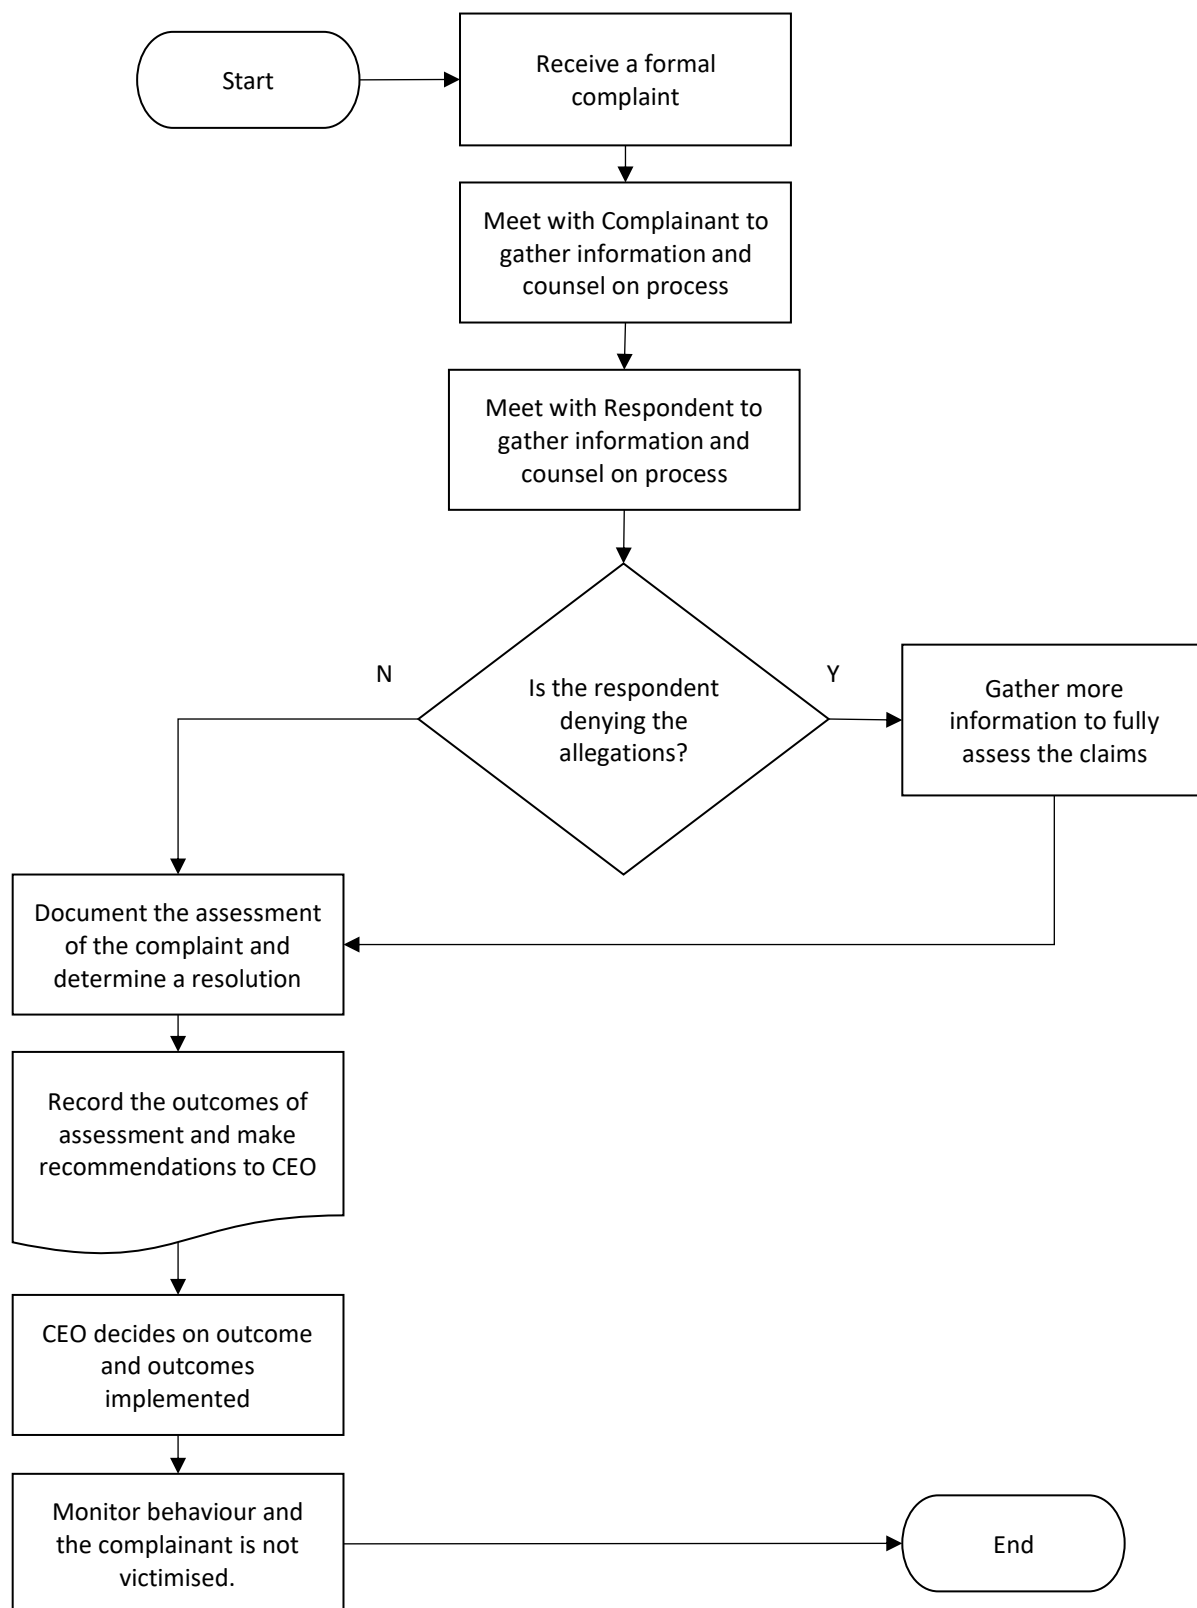 Start
Receive a formal
complaint
Meet with Complainant to
gather information and
counsel on process
Meet with Respondent to
gather information and
counsel on process
N
Is the respondent
denying the
allegations?
Y
Gather more
information to fully
assess the claims
Document the assessment
of the complaint and
determine a resolution
Record the outcomes of
assessment and make
recommendations to CEO
CEO decides on outcome
and outcomes
implemented
Monitor behaviour and
the complainant is not
victimised.
End